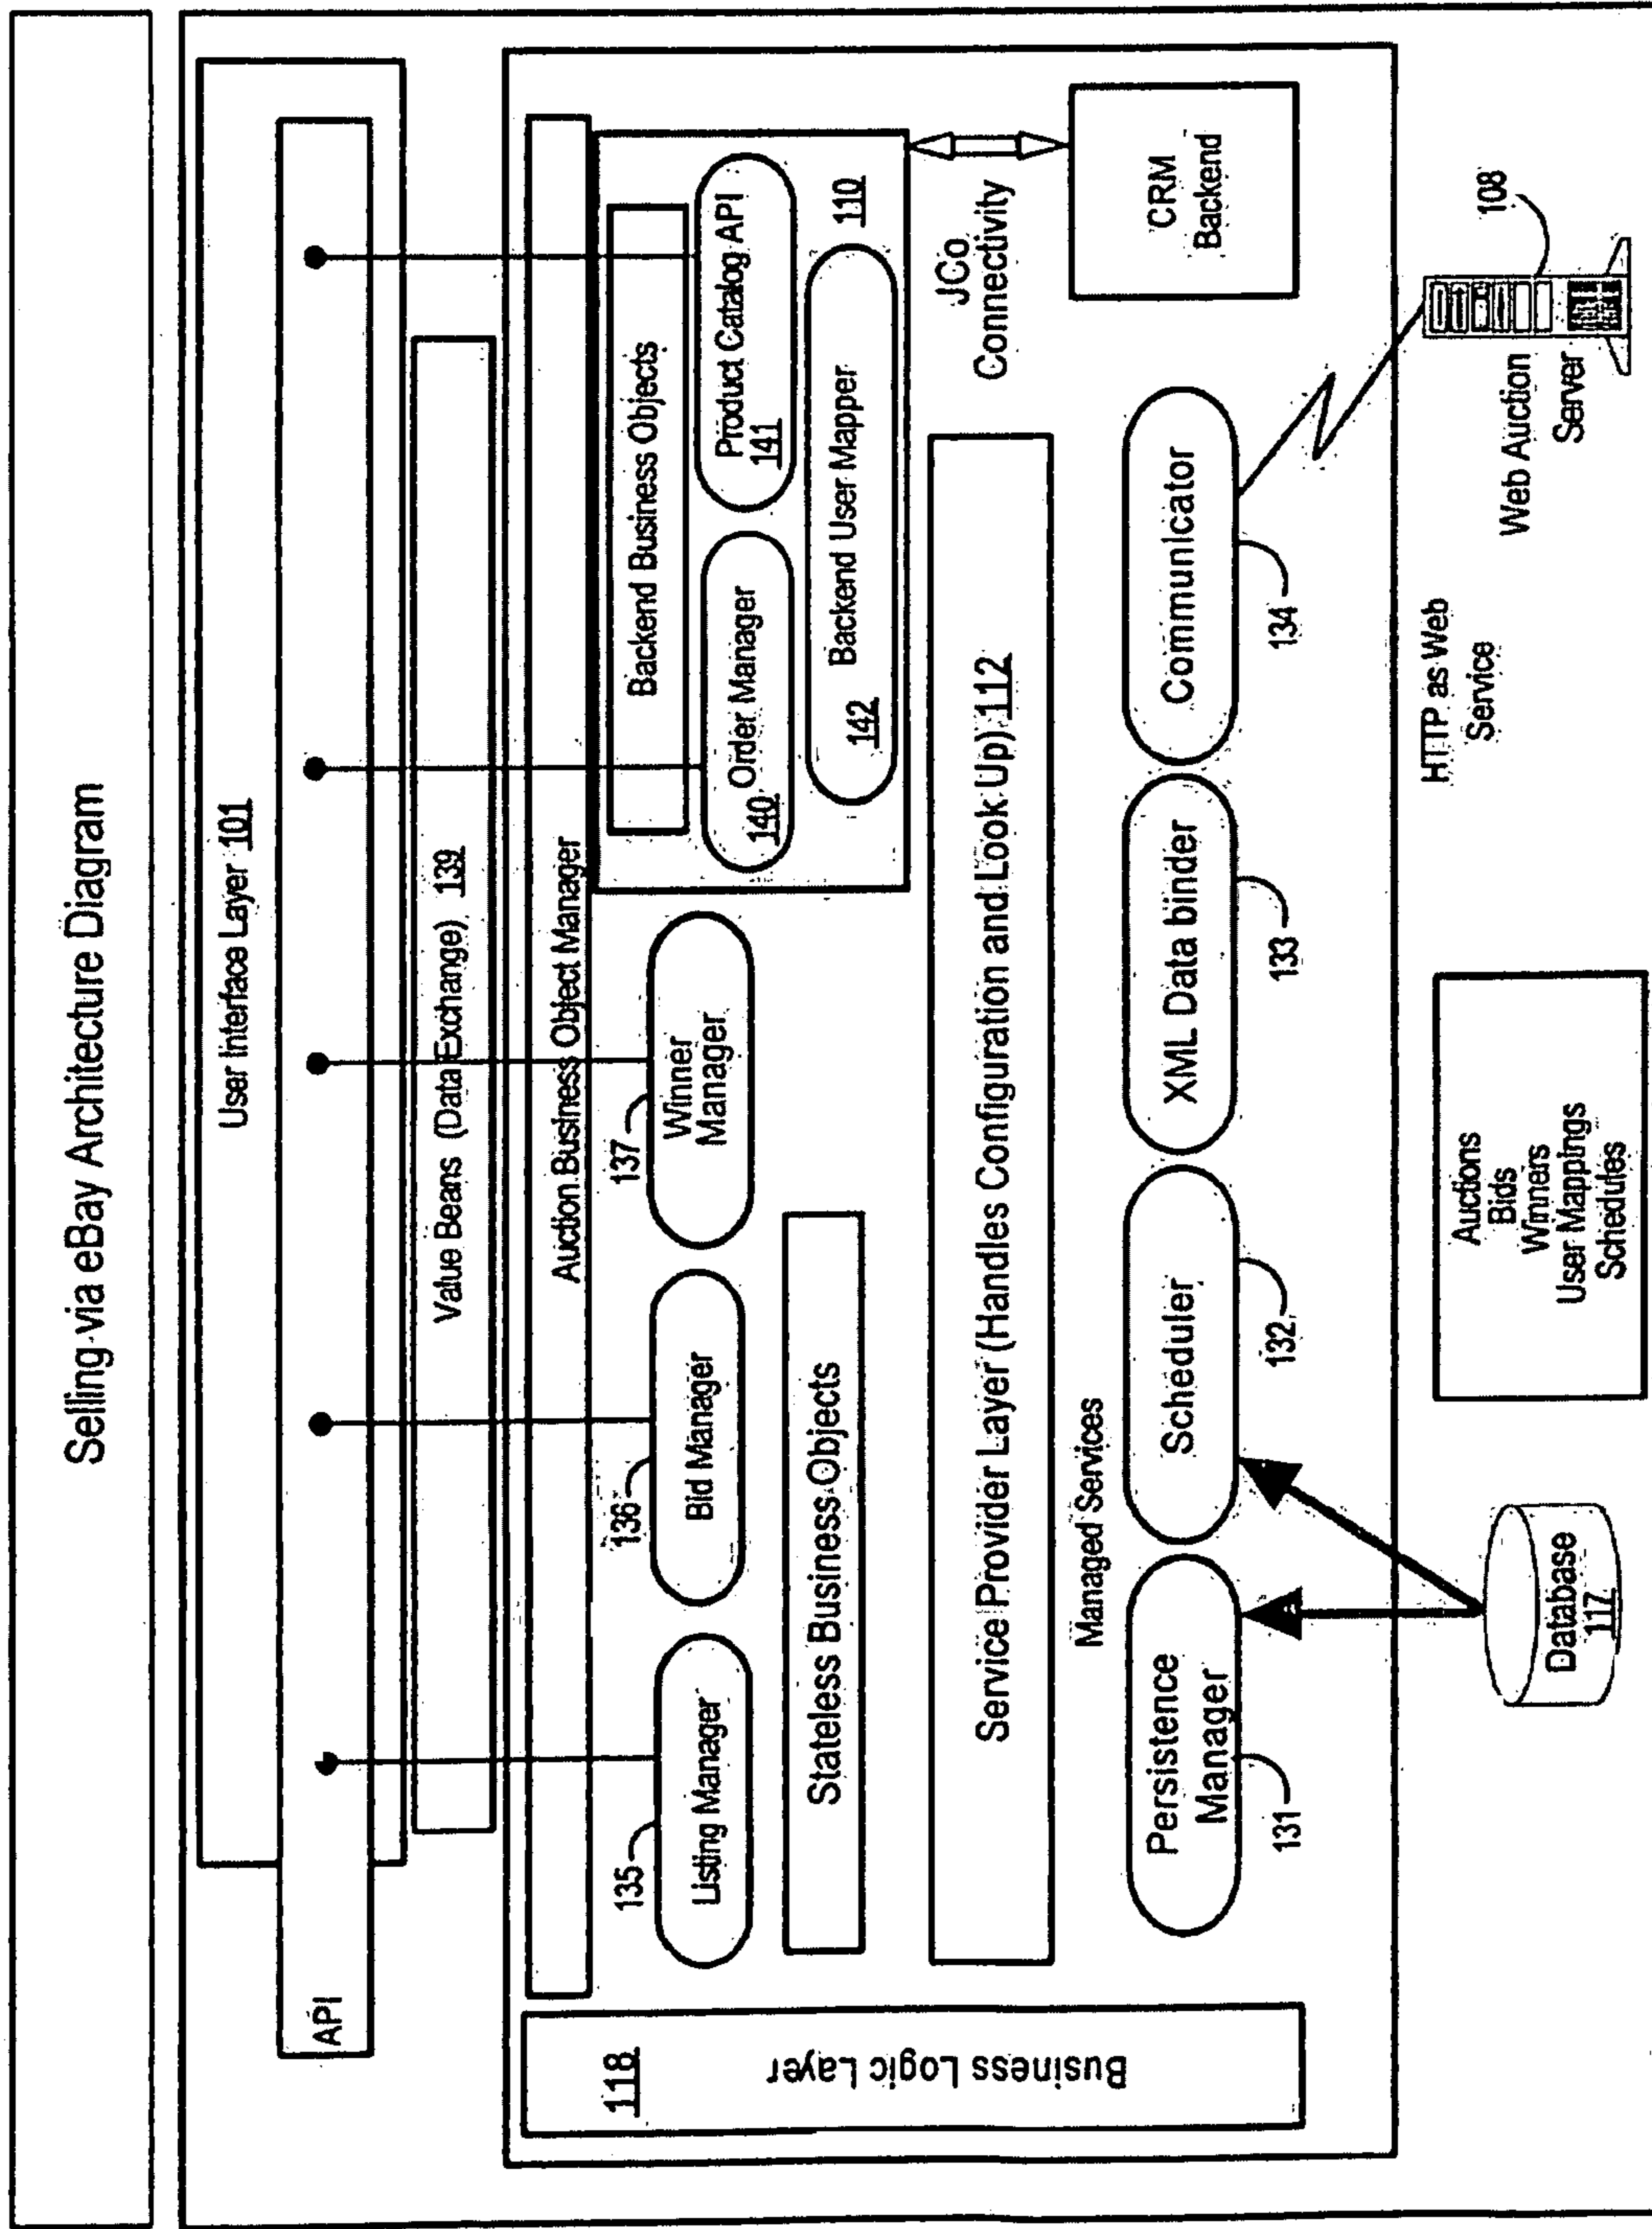 Selling via eBay Architecture Diagram
User Interface Layer 101
API
Value Beans (Data Exchange) 139
Auction Business Object Manager
118
Business Logic Layer
135
Listing Manager
136
Bid Manager
137
Winner
Manager
Stateless Business Objects
Backend Business Objects
140 Order Manager
Product Catalog API
141
142
Backend User Mapper
110
Service Provider Layer (Handles Configuration and Look Up) 112
JCo
Connectivity
CRM
Backend
Managed Services
Persistence
Manager
131
Scheduler
132
XML Data binder
133
Communicator
134
Database
117
Auctions
Bids
Winners
User Mappings
Schedules
HTTP as Web
Service
Web Auction
Server
108